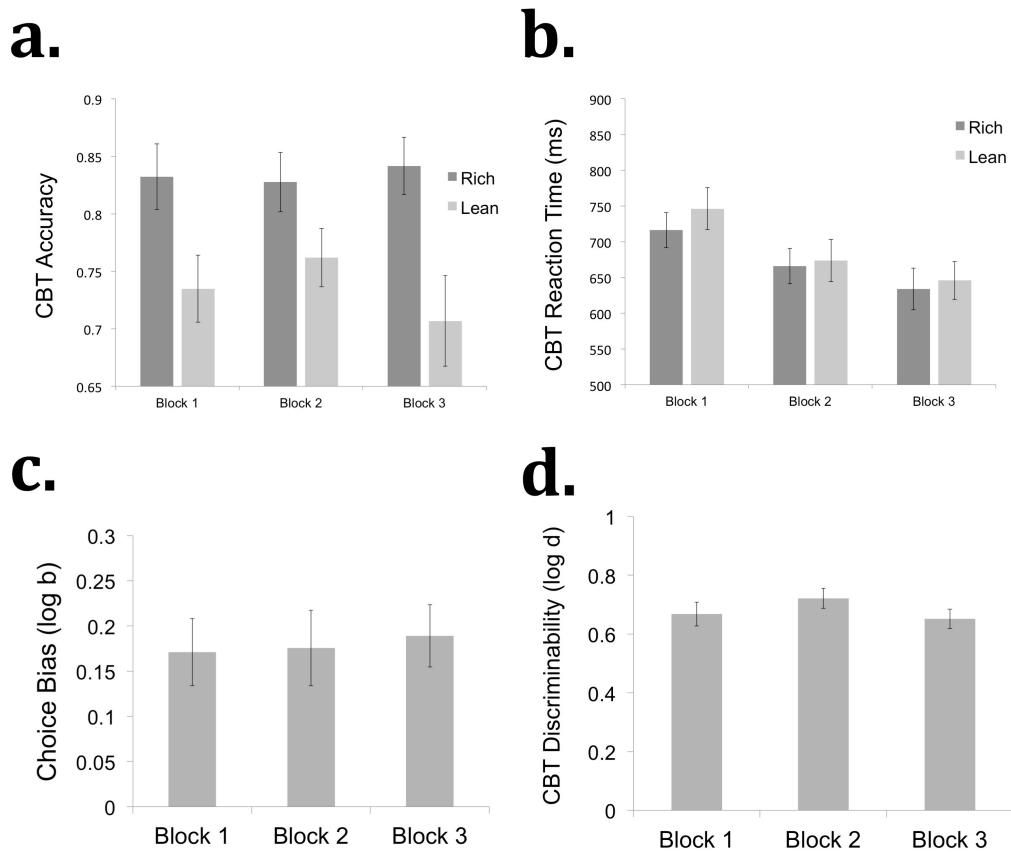 a.
CBT Accuracy
0.9
0.85
0.8
0.75
0.7
0.65
Rich
Lean
Block 1
Block 2
Block 3
b.
CBT Reaction Time (ms)
900
850
800
750
700
650
600
550
500
Rich
Lean
Block 1
Block 2
Block 3
c.
Choice Bias (log b)
0.3
0.25
0.2
0.15
0.1
0.05
0
Block 1
Block 2
Block 3
d.
CBT Discriminability (log d)
1
0.8
0.6
0.4
0.2
0
Block 1
Block 2
Block 3